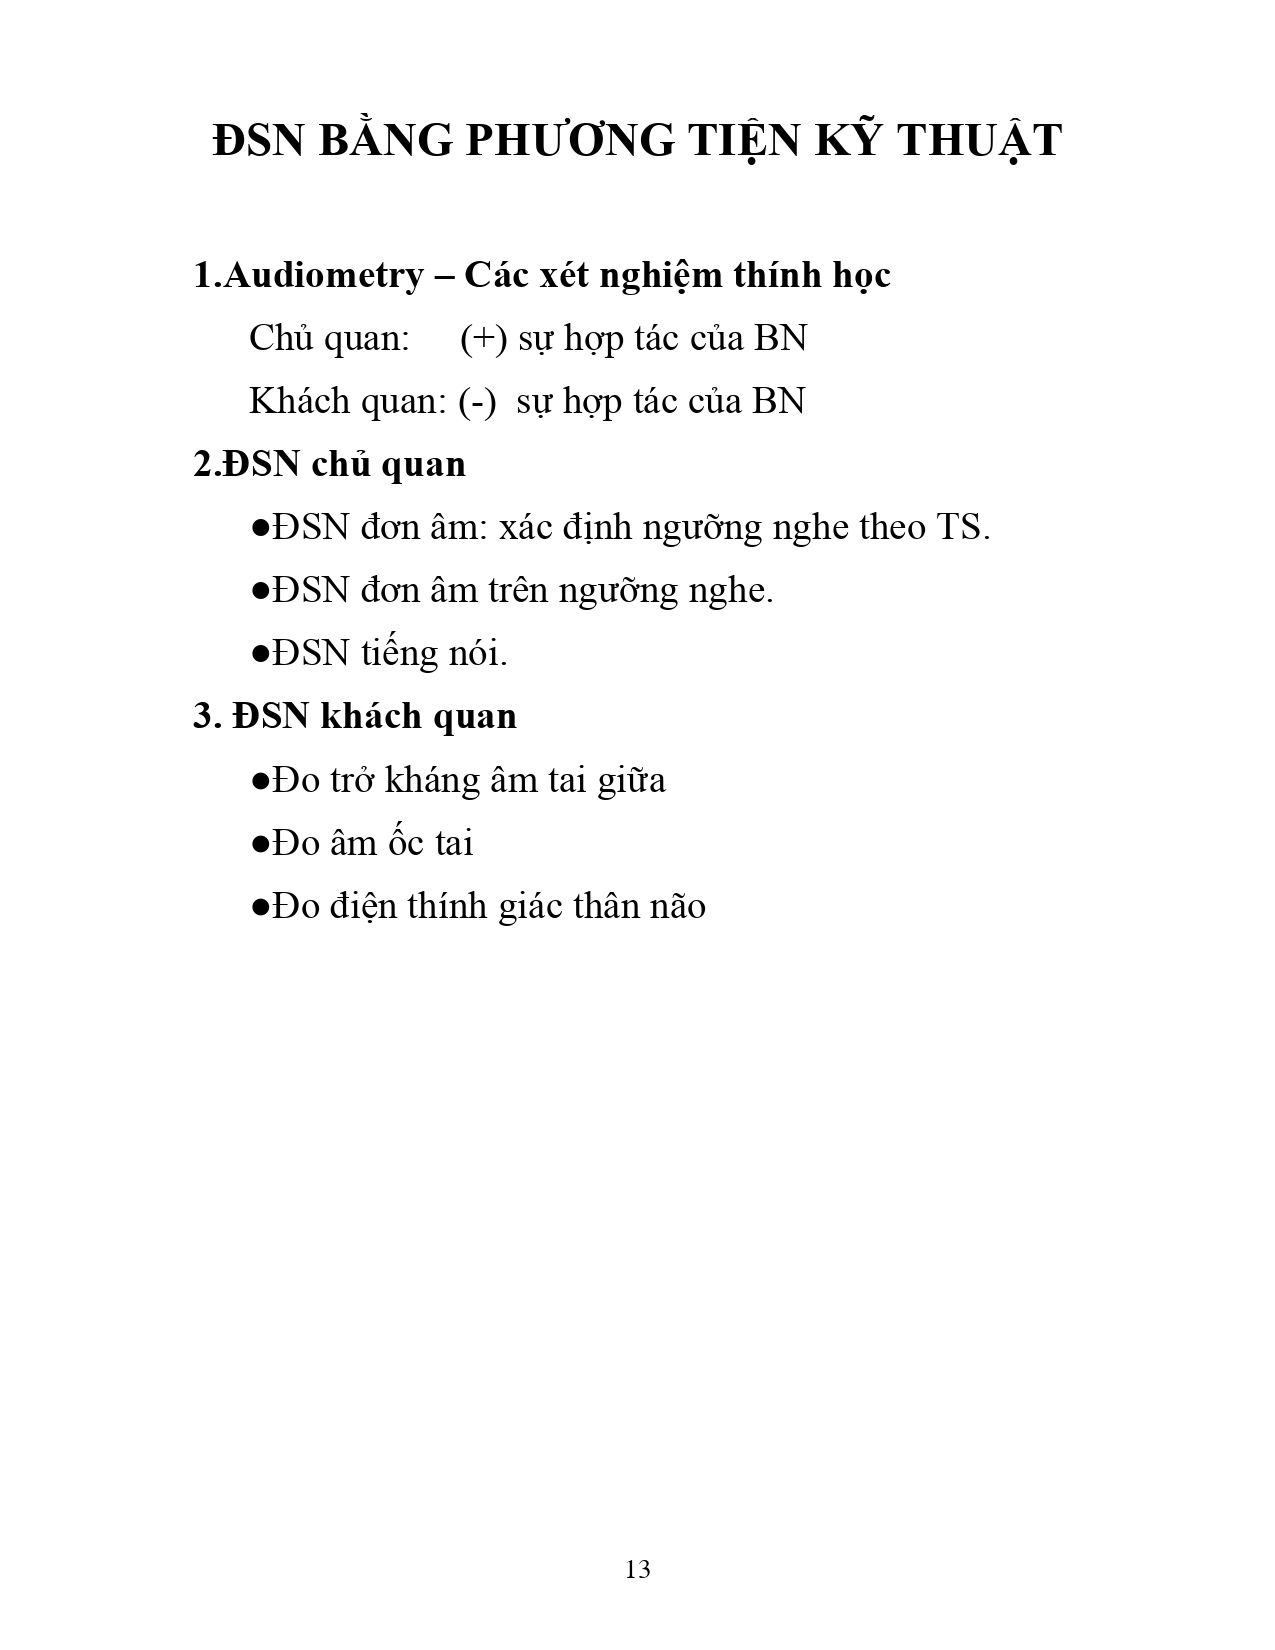 ĐSN BẰNG PHƯƠNG TIỆN KỸ THUẬT
1.Audiometry – Các xét nghiệm thính học
Chủ quan: (+) sự hợp tác của BN
Khách quan: (-) sự hợp tác của BN
2.ĐSN chủ quan
●ĐSN đơn âm: xác định ngưỡng nghe theo TS.
●ĐSN đơn âm trên ngưỡng nghe.
●ĐSN tiếng nói.
3. ĐSN khách quan
●Đo trở kháng âm tai giữa
●Đo âm ốc tai
●Đo điện thính giác thân não
13